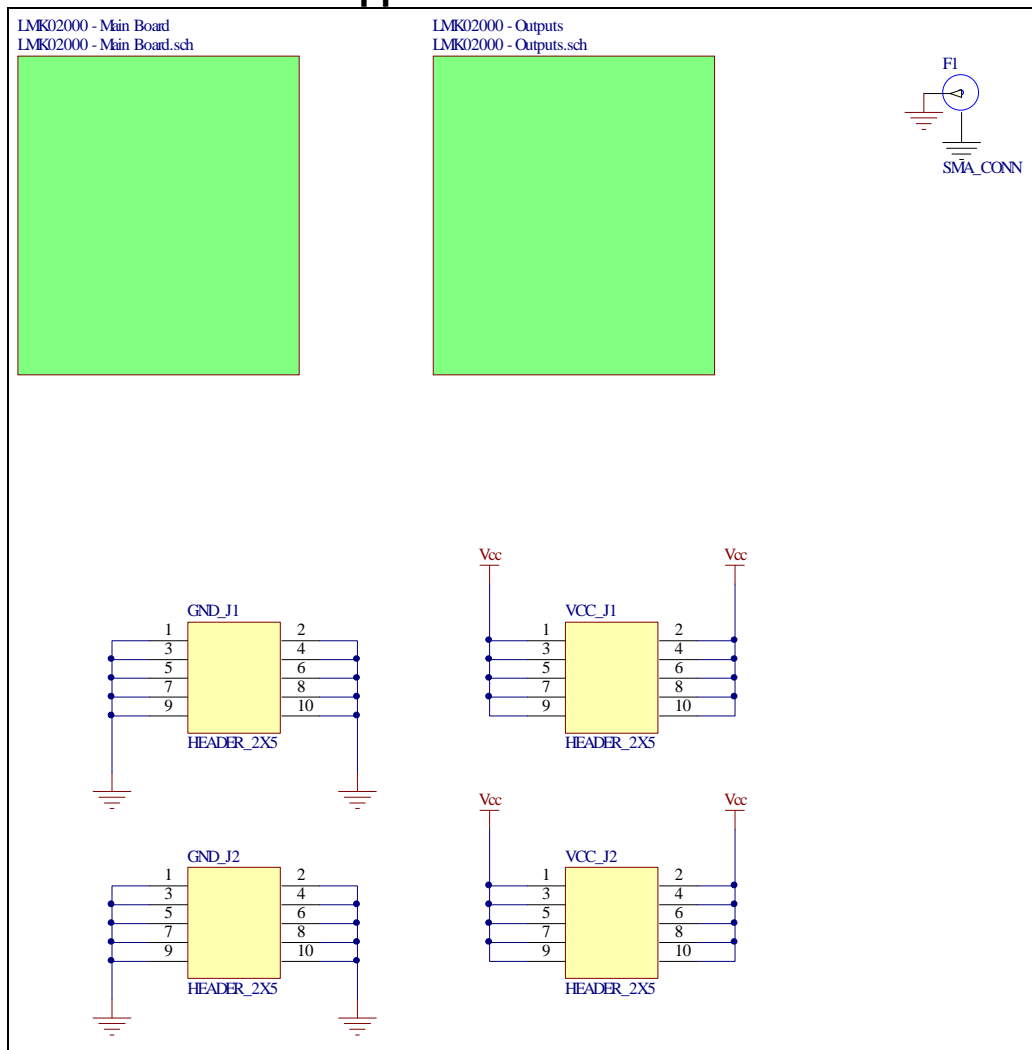 LMK02000 - Main Board
LMK02000 - Main Board.sch
LMK02000 - Outputs
LMK02000 - Outputs.sch
F1
SMA_CONN
Vcc
Vcc
GND_J1
1 2
3 4
5 6
7 8
9 10
HEADER_2X5
VCC_J1
1 2
3 4
5 6
7 8
9 10
HEADER_2X5
Vcc
Vcc
GND_J2
1 2
3 4
5 6
7 8
9 10
HEADER_2X5
VCC_J2
1 2
3 4
5 6
7 8
9 10
HEADER_2X5